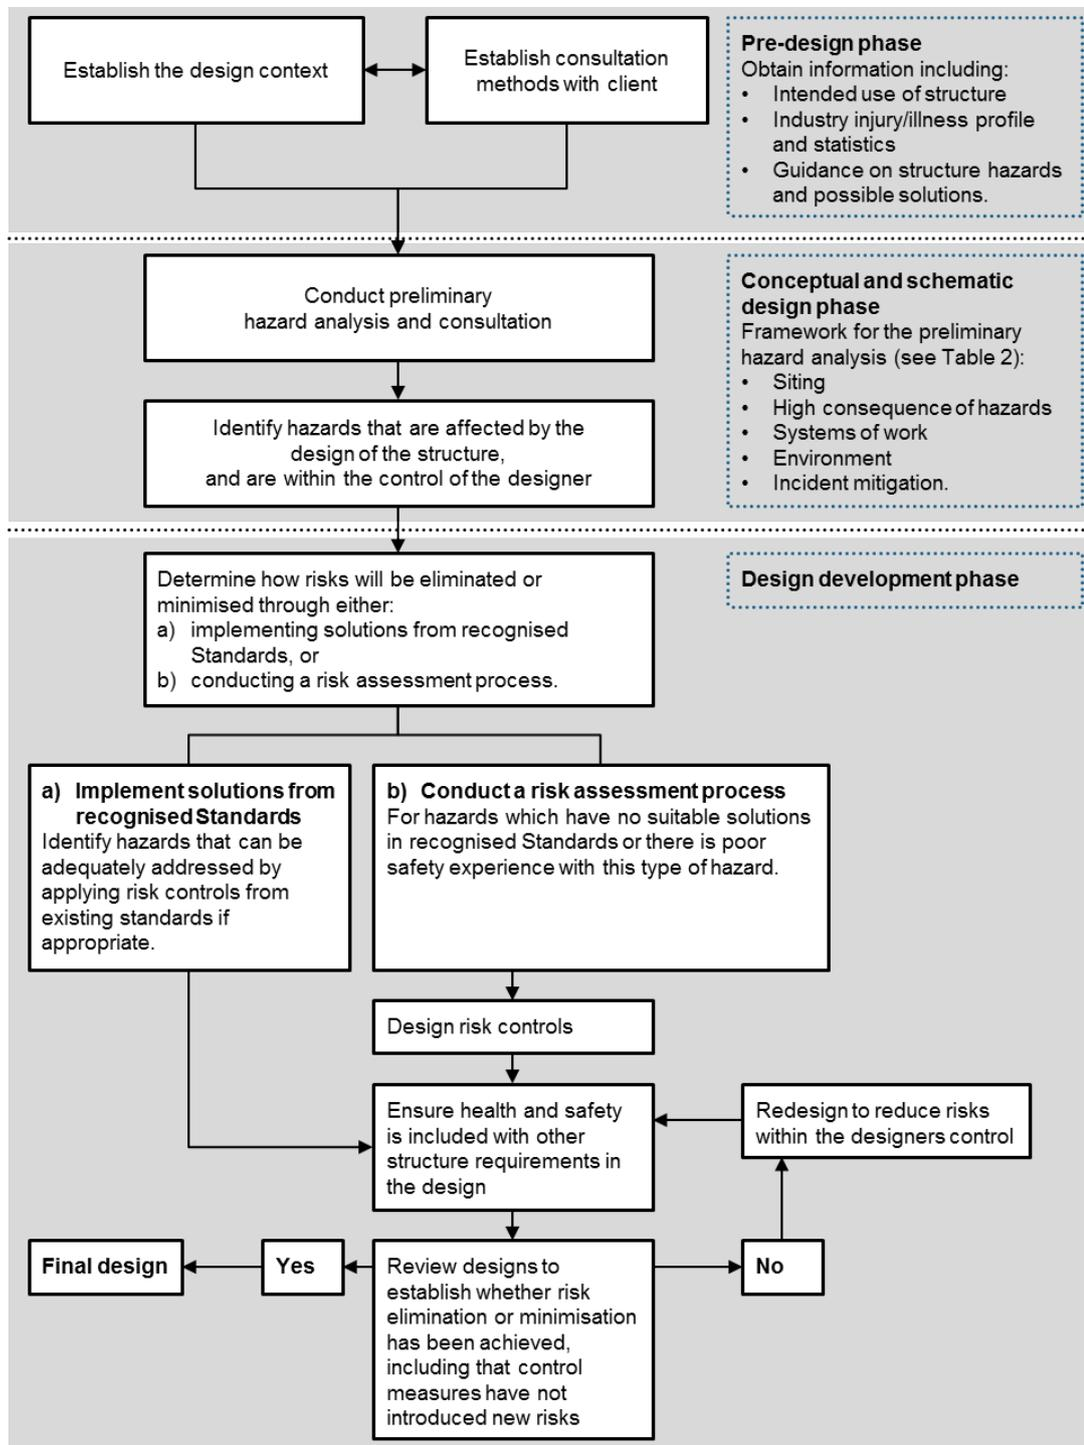 Establish the design context
Establish consultation
methods with client
Pre-design phase
Obtain information including:
• Intended use of structure
• Industry injury/illness profile
and statistics
• Guidance on structure hazards
and possible solutions.
Conduct preliminary
hazard analysis and consultation
Identify hazards that are affected by the
design of the structure,
and are within the control of the designer
Conceptual and schematic
design phase
Framework for the preliminary
hazard analysis (see Table 2):
• Siting
• High consequence of hazards
• Systems of work
• Environment
• Incident mitigation.
Determine how risks will be eliminated or
minimised through either:
a) implementing solutions from recognised
Standards, or
b) conducting a risk assessment process.
Design development phase
a) Implement solutions from
recognised Standards
Identify hazards that can be
adequately addressed by
applying risk controls from
existing standards if
appropriate.
b) Conduct a risk assessment process
For hazards which have no suitable solutions
in recognised Standards or there is poor
safety experience with this type of hazard.
Design risk controls
Ensure health and safety
is included with other
structure requirements in
the design
Redesign to reduce risks
within the designers control
Final design
Yes
Review designs to
establish whether risk
elimination or minimisation
has been achieved,
including that control
measures have not
introduced new risks
No